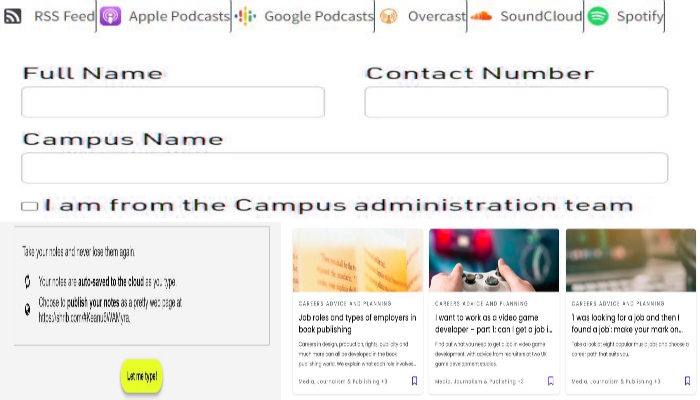 RSS Feed Apple Podcasts Google Podcasts Overcast SoundCloud Spotify
Full Name Contact Number
Campus Name
I am from the Campus administration team
Take your notes and never lose them again.
Your notes are auto-saved to the cloud as you type.
Choose to publish your notes as a pretty web page at
Let me type!
CAREERS ADVICE AND PLANNING
Job roles and types of employers in
book publishing
Careers in design, production, rights, publicity and
much more can all be developed in the book
publishing world. We explain what each role involves...
Media, Journalism & Publishing +3
CAREERS ADVICE AND PLANNING
I want to work as a video game
developer – part 1: can I get a job i...
Find out what you need to get a job in video game
development, with advice from recruiters at two UK
game development studios.
Media, Journalism & Publishing +2
CAREERS ADVICE AND PLANNING
'I was looking for a job and then I
found a job': make your mark on...
Take a look at eight popular music jobs and choose a
career path that suits you.
Media, Journalism & Publishing +3